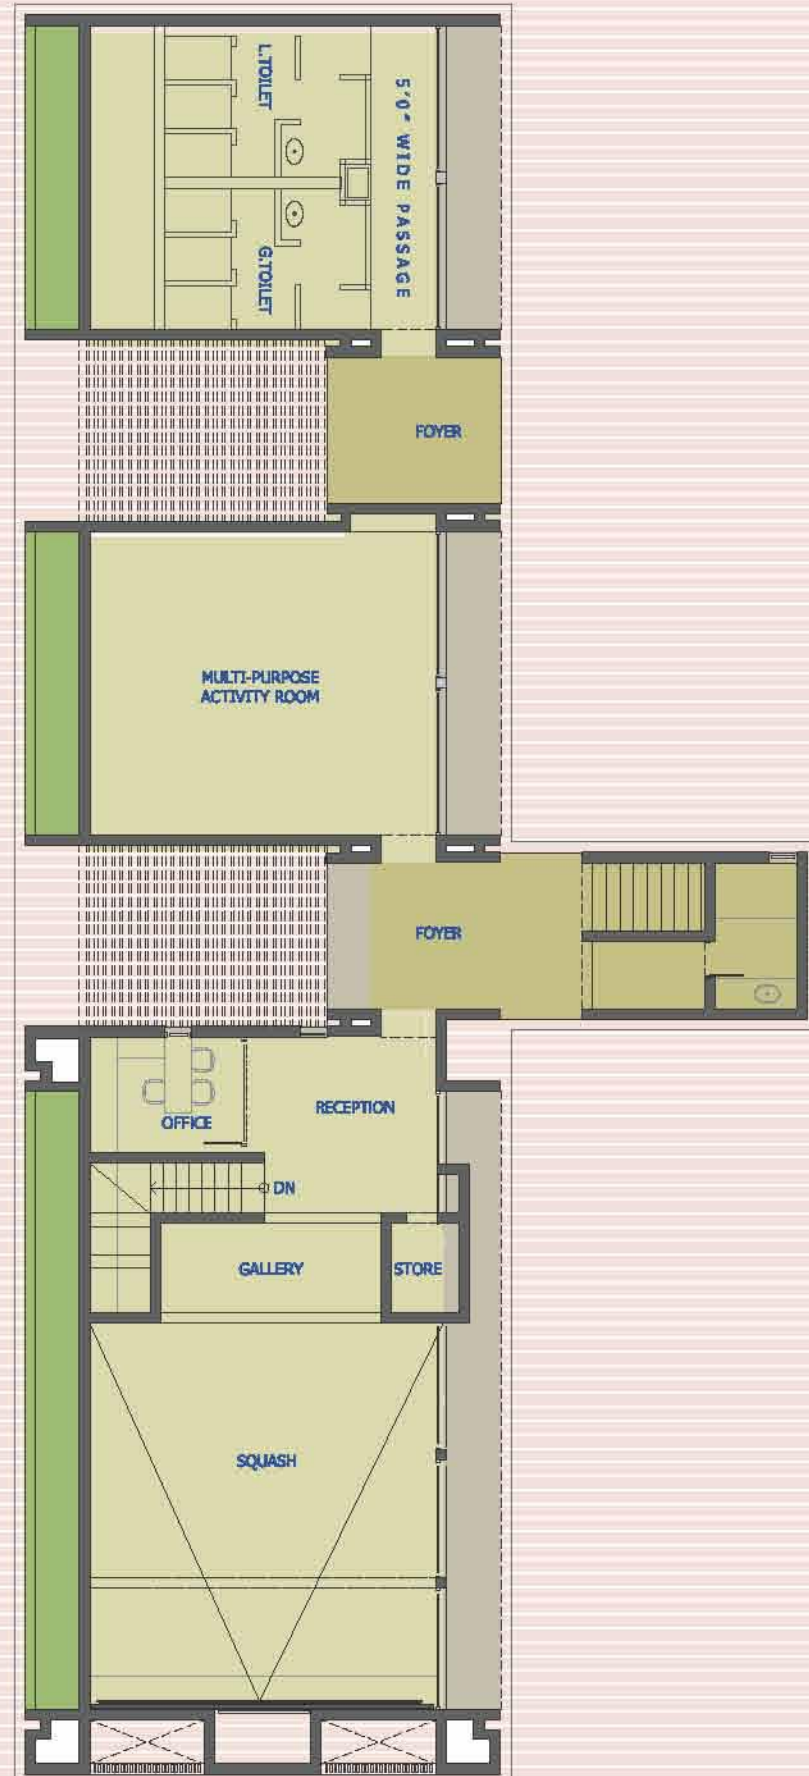 L.TOILET
5'0" WIDE PASSAGE
G.TOILET
FOYER
MULTI-PURPOSE
ACTIVITY ROOM
FOYER
OFFICE
RECEPTION
DN
GALLERY
STORE
SQUASH